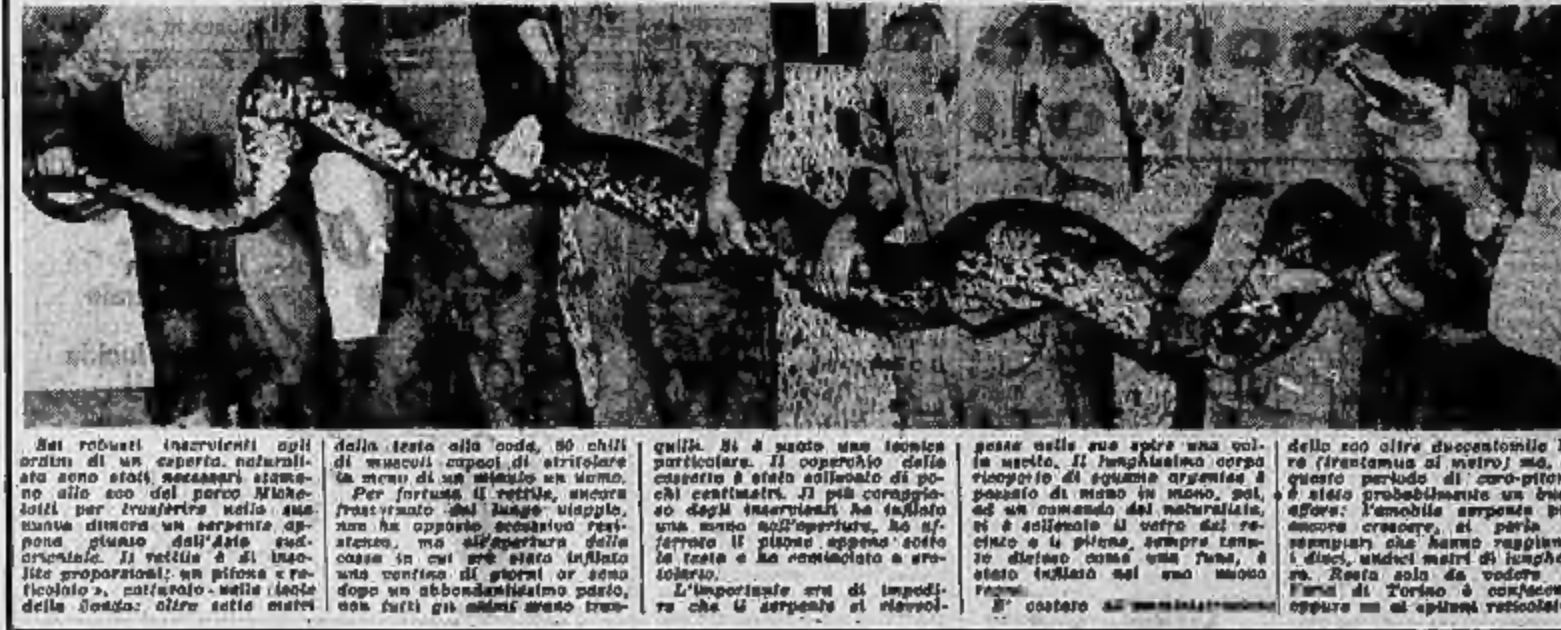 Sei robusti inservienti agli
ordini di un esperto naturali-
sta sono stati necessari stama-
no allo zoo del parco Miche-
lotti per trasferire nella sua
nuova dimora un serpente ap-
pena giunto dall'Asia sud-
orientale. Il rettile è di inso-
lite proporzioni: un pitone « re-
ticolato », catturato nelle isole
della Sonda: oltre sette metri
dalla testa alla coda, 80 chili
di muscoli capaci di stritolare
in meno di un minuto un uomo.
Per fortuna il rettile, ancora
frastornato dal lungo viaggio,
non ha opposto eccessiva resi-
stenza, ma all'apertura della
cassa in cui era stato infilato
una ventina di giorni or sono
dopo un abbondantissimo pasto,
non tutti gli animi erano tran-
quilli. Si è usato una tecnica
particolare. Il coperchio della
cassetta è stato sollevato di po-
chi centimetri. Il più coraggio-
so degli inservienti ha infilato
una mano nell'apertura, ha af-
ferrato il pitone appena sotto
la testa e ha cominciato a sro-
tolarlo.
L'importante era di impedi-
re che il serpente si riavvol-
gesse nelle sue spire una vol-
ta uscito. Il lunghissimo corpo
ricoperto di squame argentee è
passato di mano in mano, poi,
ad un comando del naturalista,
si è sollevato il vetro del re-
cinto e il pitone, sempre tenu-
to disteso come una fune, è
stato infilato nel suo nuovo
regno.
E' costato
dello zoo oltre duecentomila
re (trentamila al metro) ma,
questo periodo di caro-pitoni
è stato probabilmente un buon
affare: l'amabile serpente
ancora crescere, si parla
esemplari che hanno raggiun
i dieci, undici metri di lunghez
za. Resta solo da vedere
di Torino è
oppure no ai pitoni reticolati